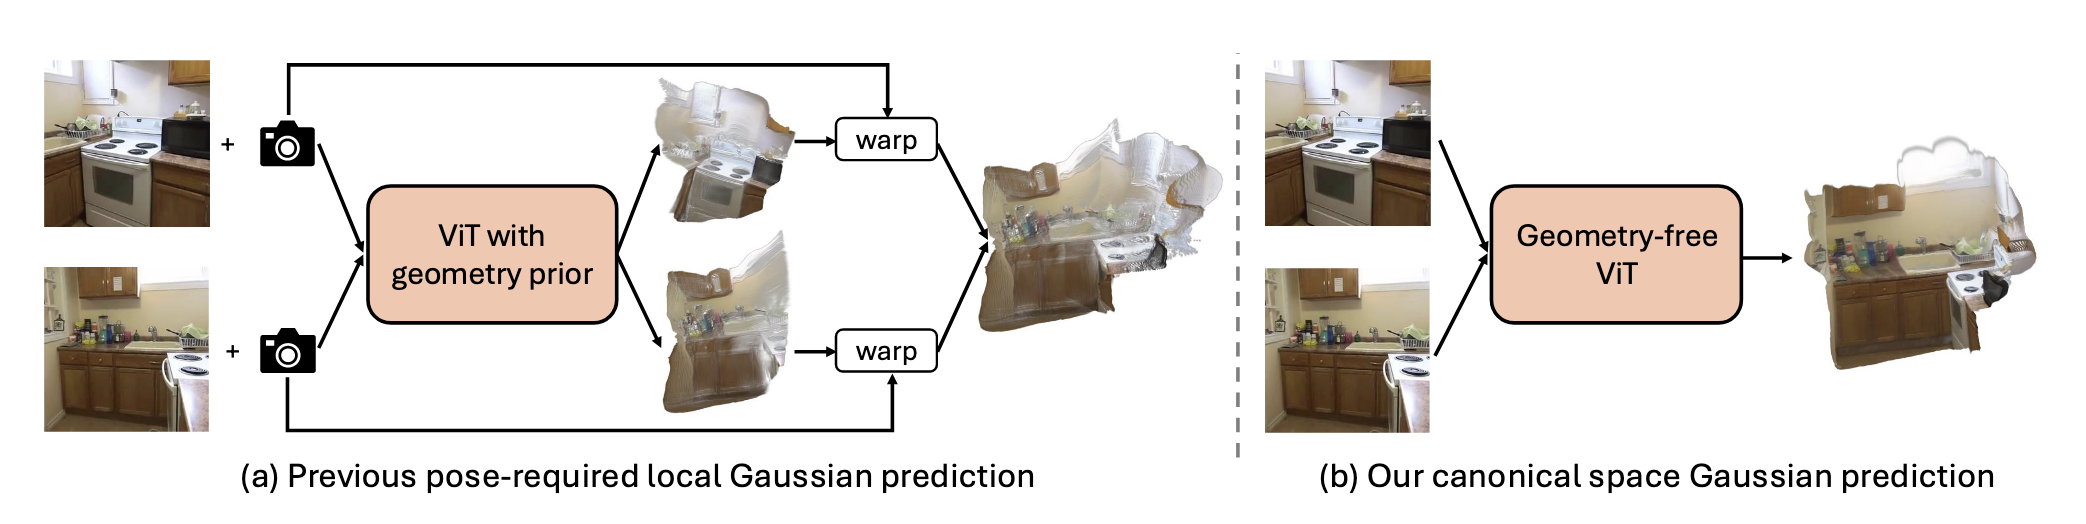 +
ViT with
geometry prior
warp
+
warp
(a) Previous pose-required local Gaussian prediction
Geometry-free
ViT
(b) Our canonical space Gaussian prediction